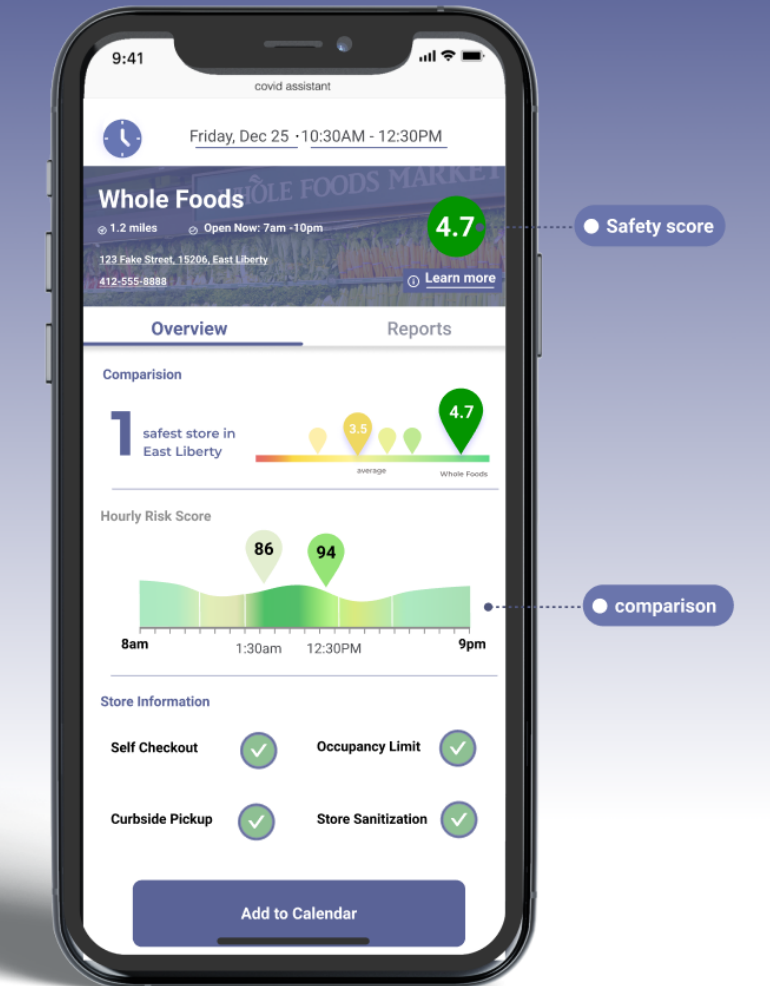 9:41
covid assistant
Friday, Dec 25 · 10:30AM - 12:30PM
WHÔLE FOODS MARKET
Whole Foods
1.2 miles
Open Now: 7am -10pm
4.7
Safety score
123 Fake Street, 15206, East Liberty
412-555-8888
Learn more
Overview
Reports
Comparision
1
safest store in
East Liberty
3.5
4.7
average
Whole Foods
Hourly Risk Score
86
94
comparison
8am
1:30am
12:30PM
9pm
Store Information
Self Checkout
Occupancy Limit
Curbside Pickup
Store Sanitization
Add to Calendar